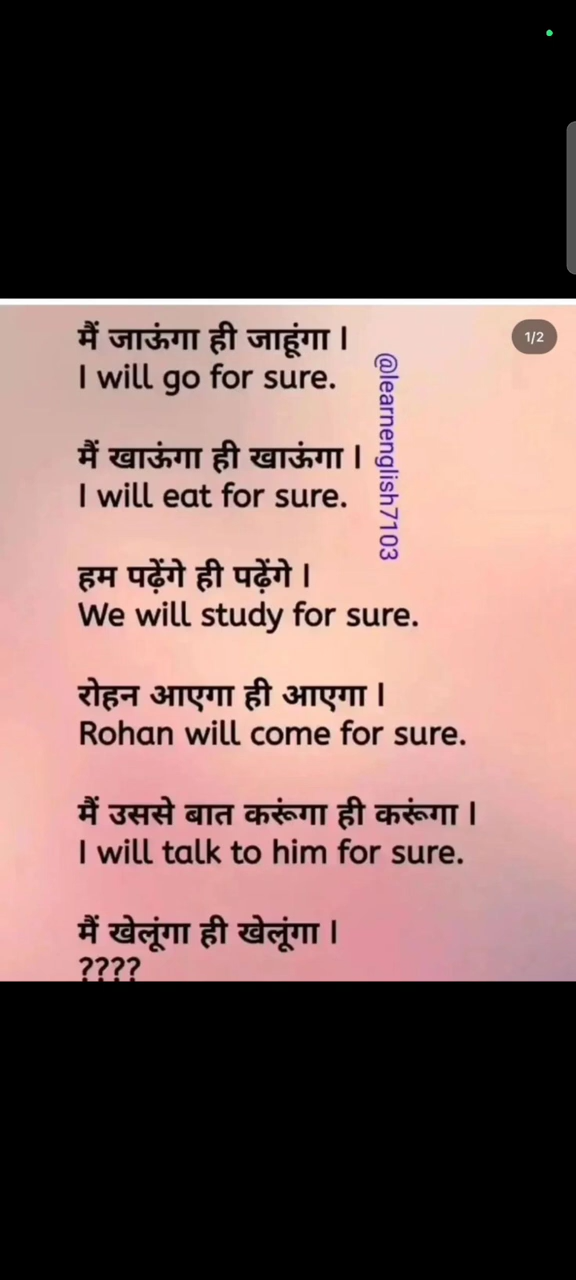 1/2
मैं जाऊंगा ही जाहूंगा ।
I will go for sure.
@learnenglish7103
मैं खाऊंगा ही खाऊंगा ।
I will eat for sure.
हम पढ़ेंगे ही पढ़ेंगे ।
We will study for sure.
रोहन आएगा ही आएगा ।
Rohan will come for sure.
मैं उससे बात करूंगा ही करूंगा ।
I will talk to him for sure.
मैं खेलूंगा ही खेलूंगा ।
????